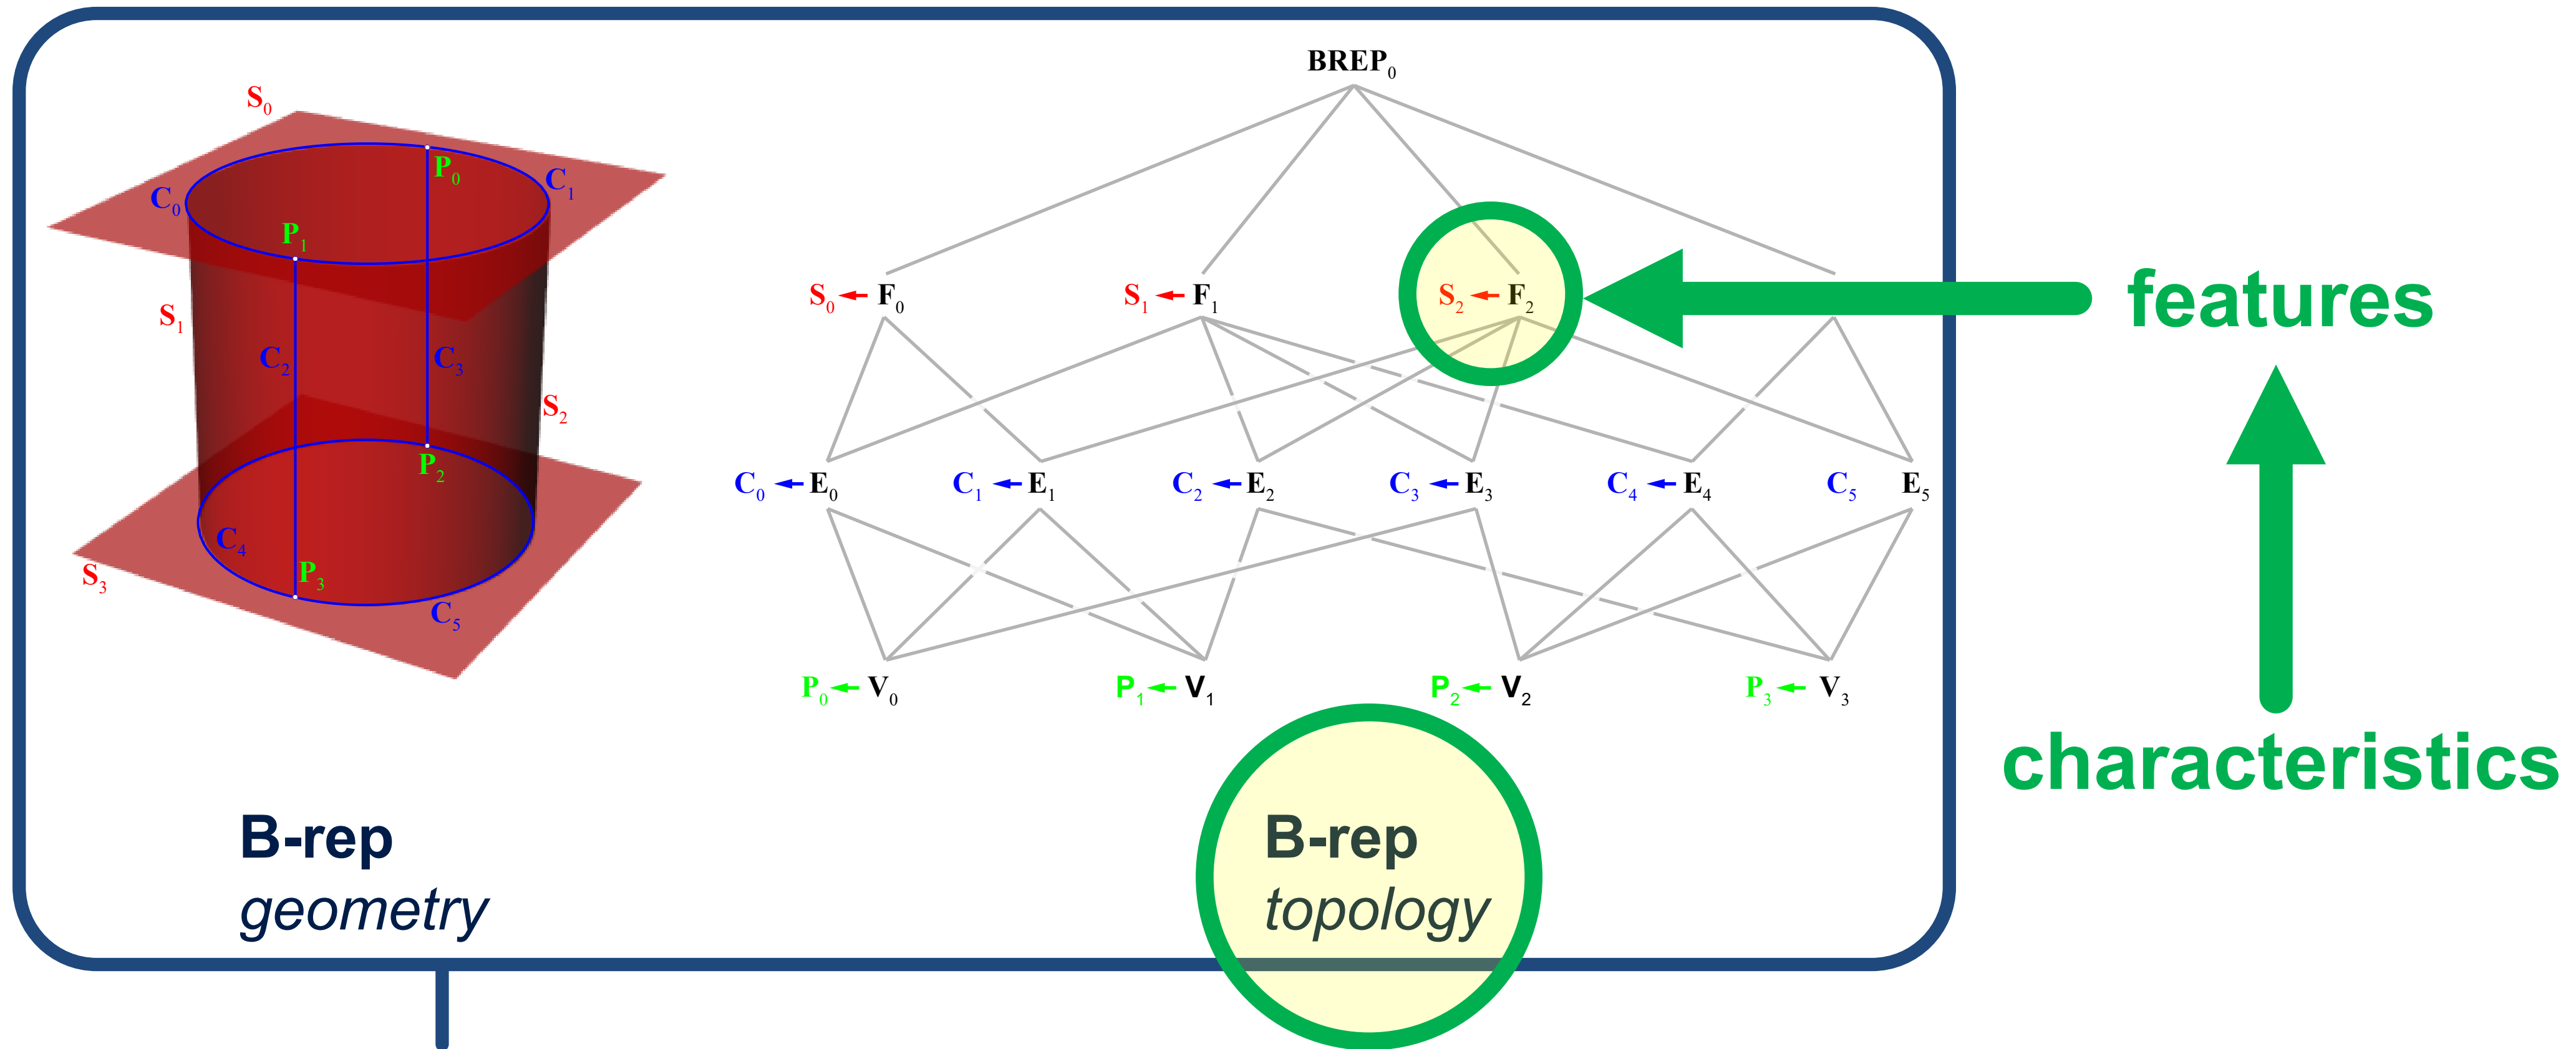 BREP₀
S₀
P₀
C₁
C₀
P₁
S₁
C₂
C₃
S₂
P₂
C₄
P₃
S₃
C₅
S₀ ← F₀
S₁ ← F₁
S₂ ← F₂
C₀ ← E₀
C₁ ← E₁
C₂ ← E₂
C₃ ← E₃
C₄ ← E₄
C₅ E₅
P₀ ← V₀
P₁ ← V₁
P₂ ← V₂
P₃ ← V₃
features
characteristics
B-rep
geometry
B-rep
topology